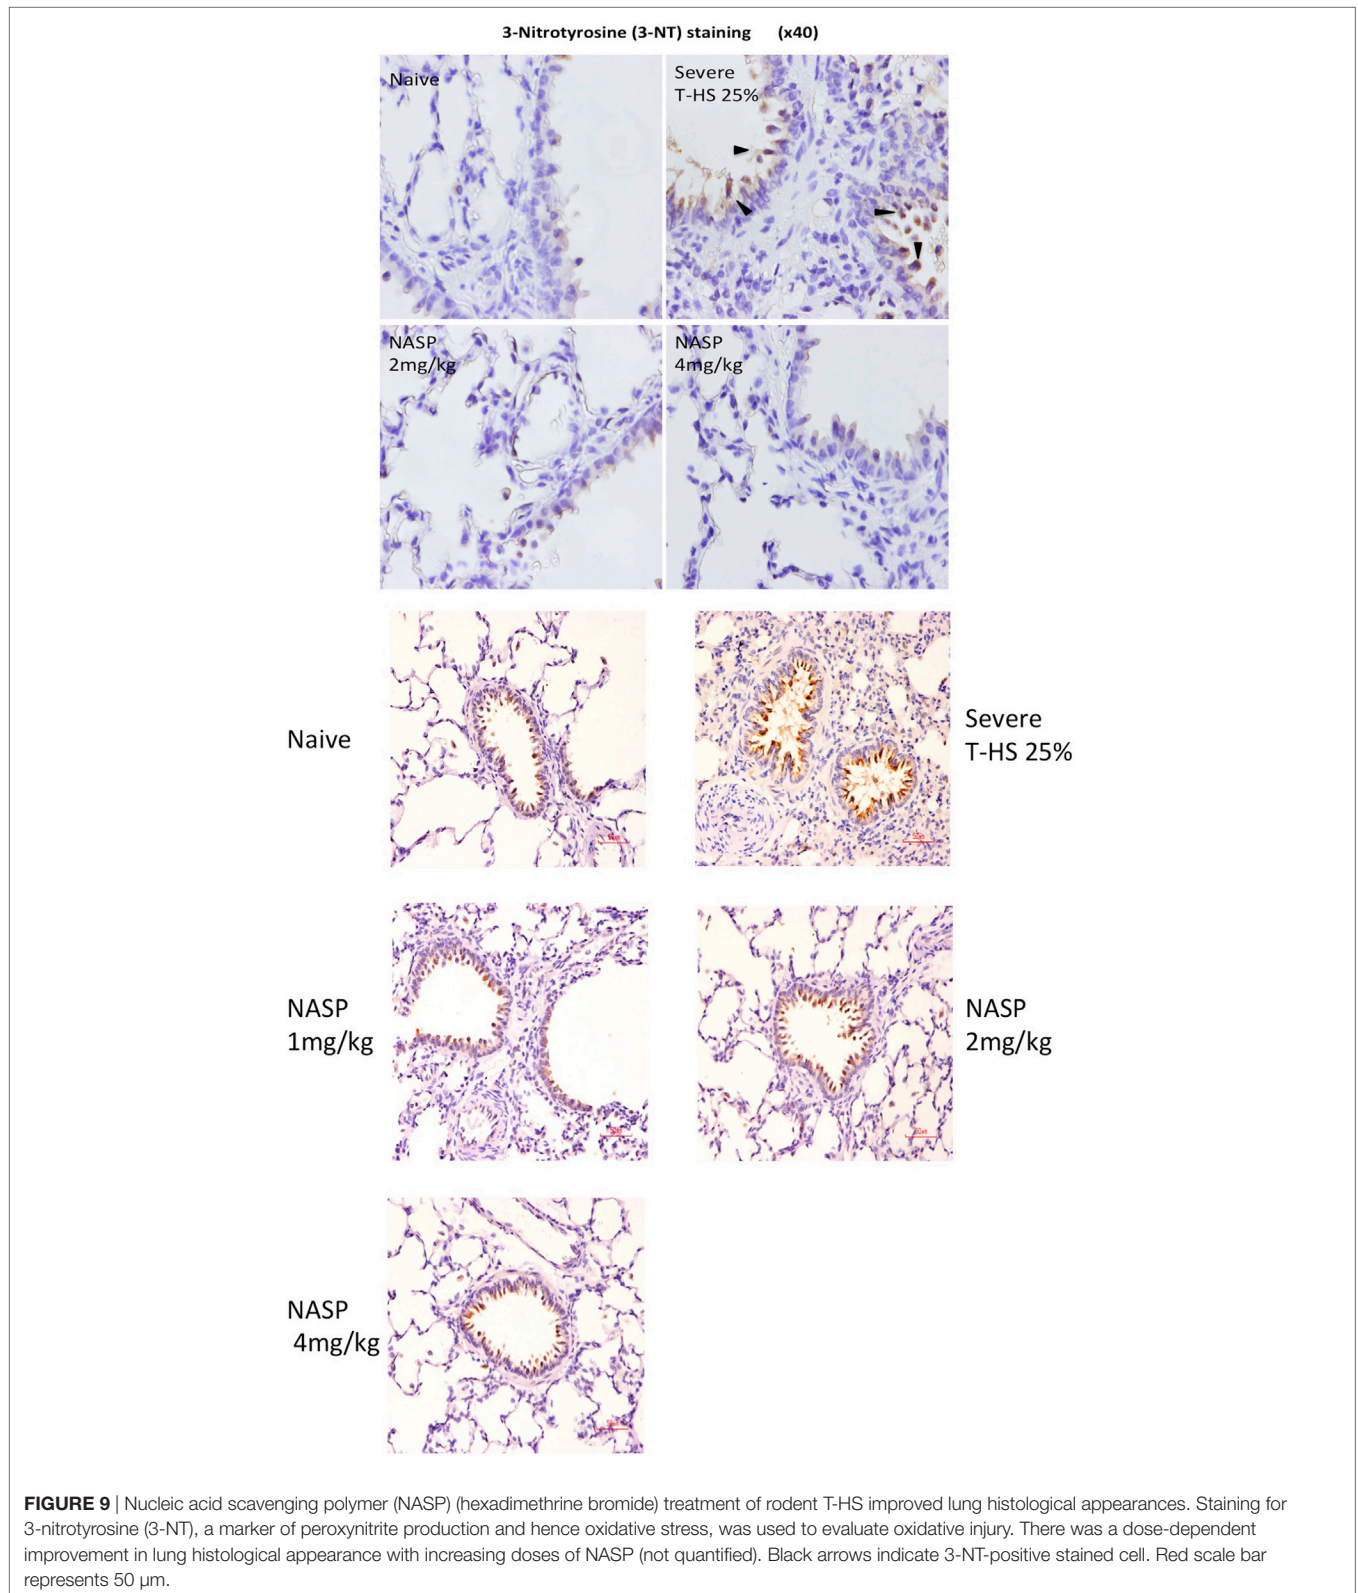 3-Nitrotyrosine (3-NT) staining (x40)
Naive
Severe
T-HS 25%
NASP
2mg/kg
NASP
4mg/kg
Naive
Severe
T-HS 25%
NASP
1mg/kg
NASP
2mg/kg
NASP
4mg/kg
FIGURE 9 | Nucleic acid scavenging polymer (NASP) (hexadimethrine bromide) treatment of rodent T-HS improved lung histological appearances. Staining for
3-nitrotyrosine (3-NT), a marker of peroxynitrite production and hence oxidative stress, was used to evaluate oxidative injury. There was a dose-dependent
improvement in lung histological appearance with increasing doses of NASP (not quantified). Black arrows indicate 3-NT-positive stained cell. Red scale bar
represents 50 μm.